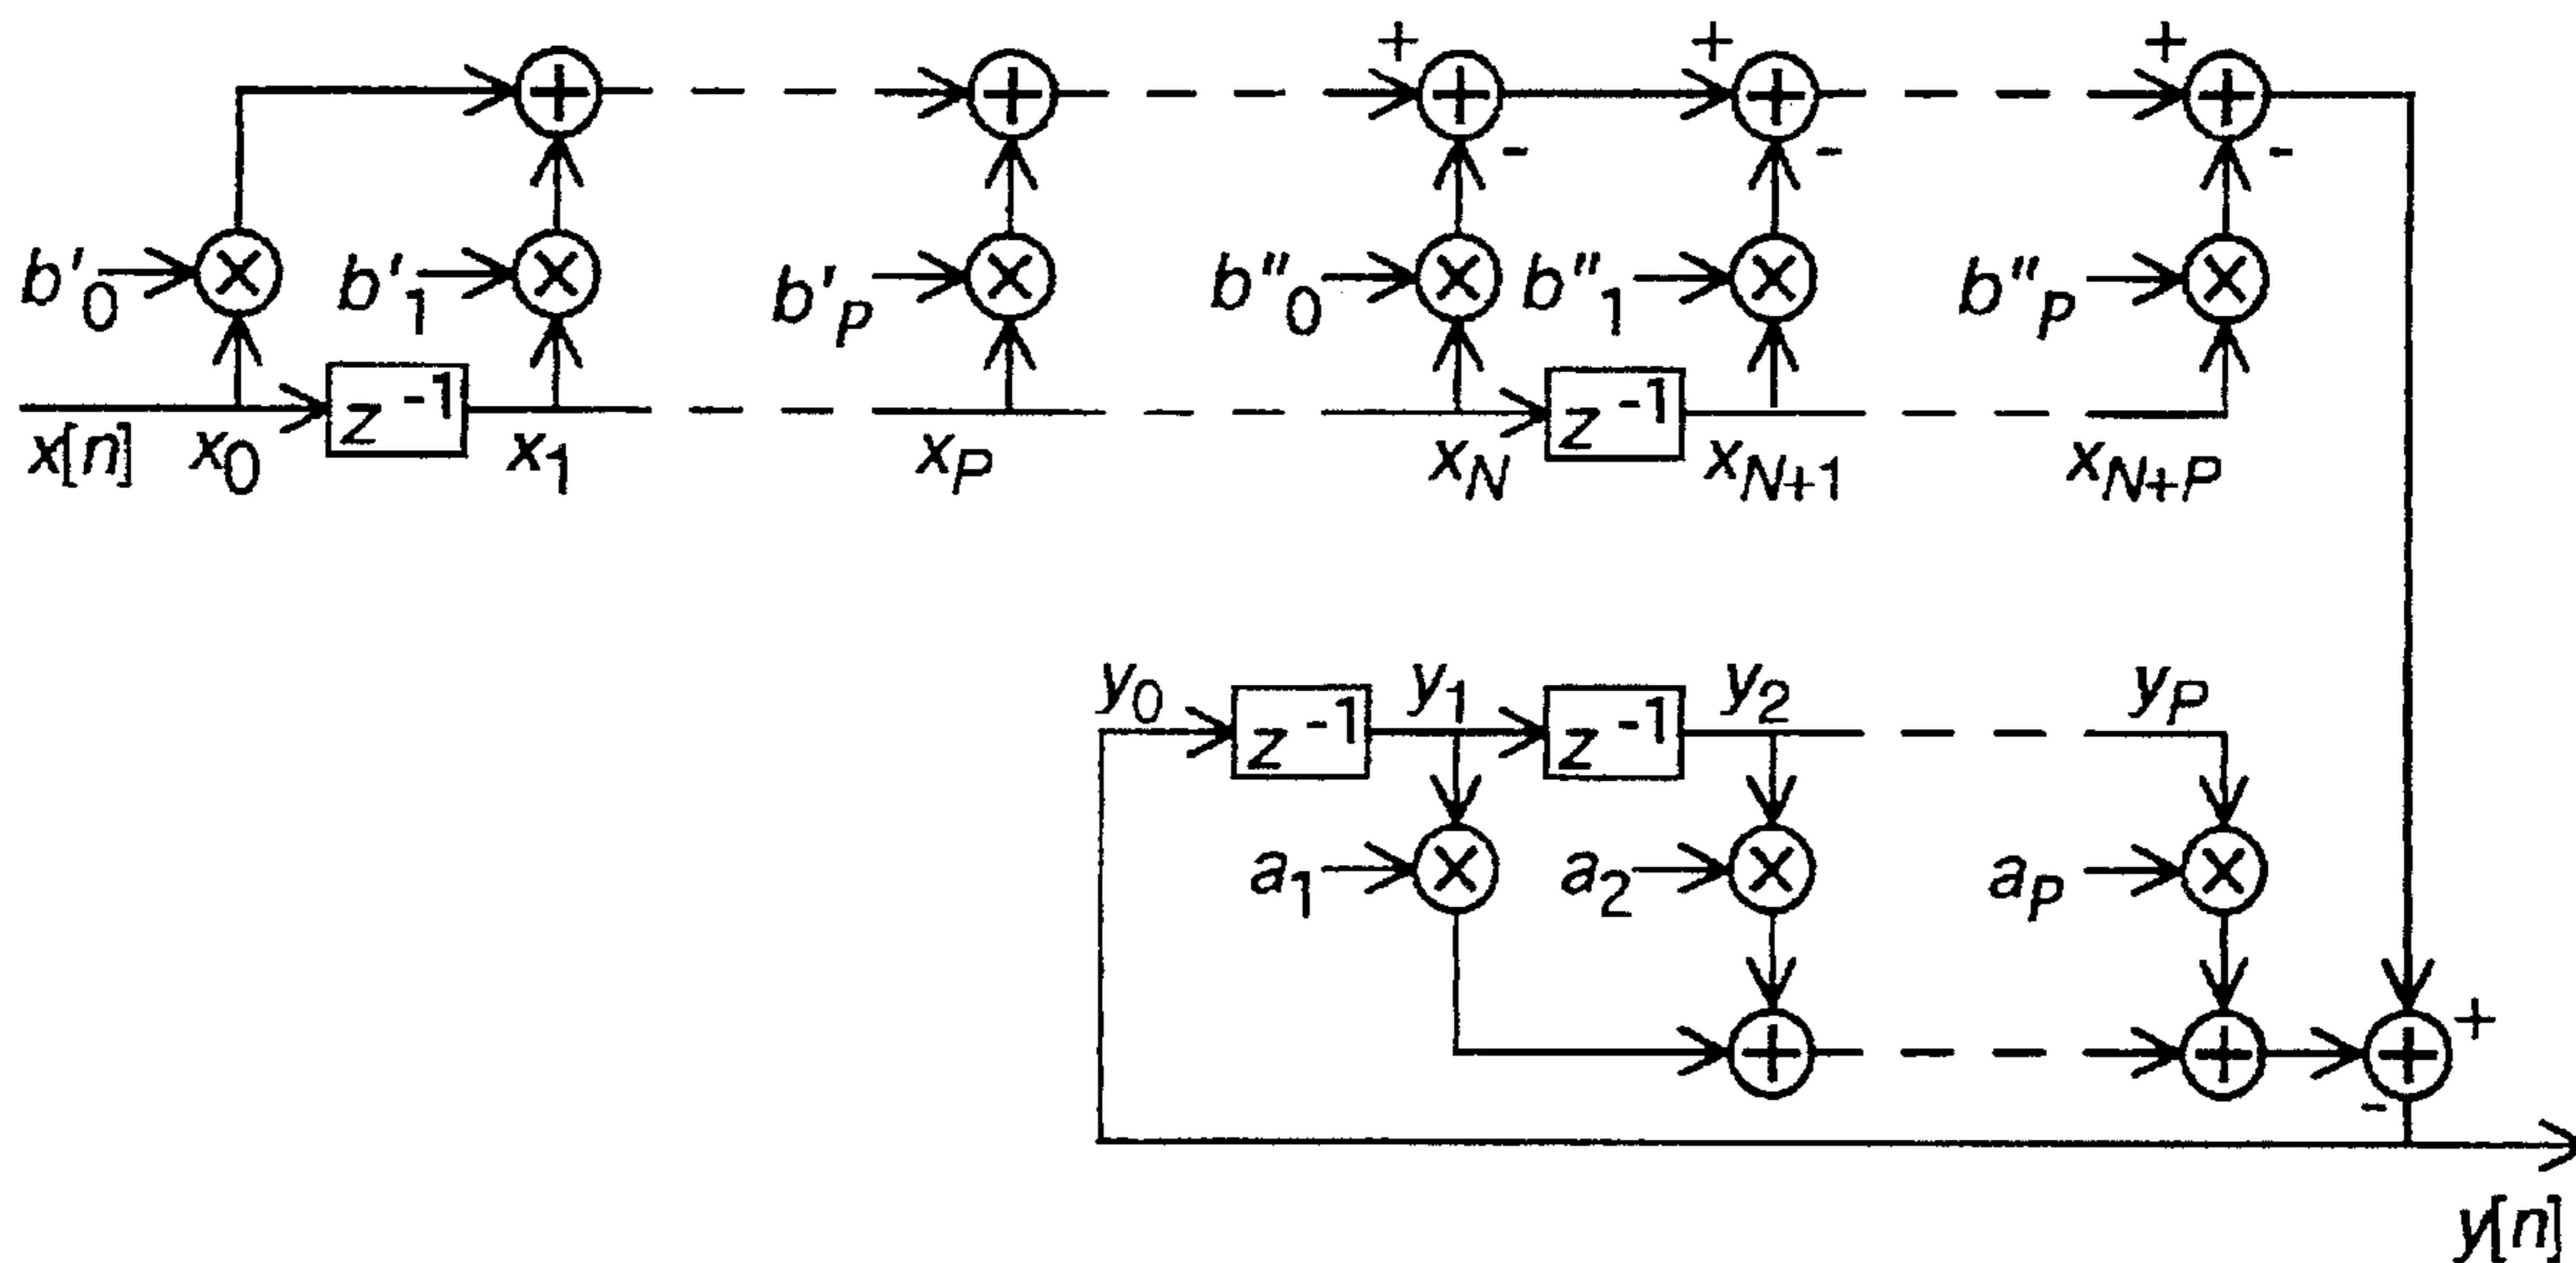 + + +
- - -
b'0 b'1 b'P b''0 b''1 b''P
z-1 z-1
x[n] x0 x1 xP xN xN+1 xN+P
y0 y1 y2 yP
z-1 z-1
a1 a2 aP
+
-
y[n]